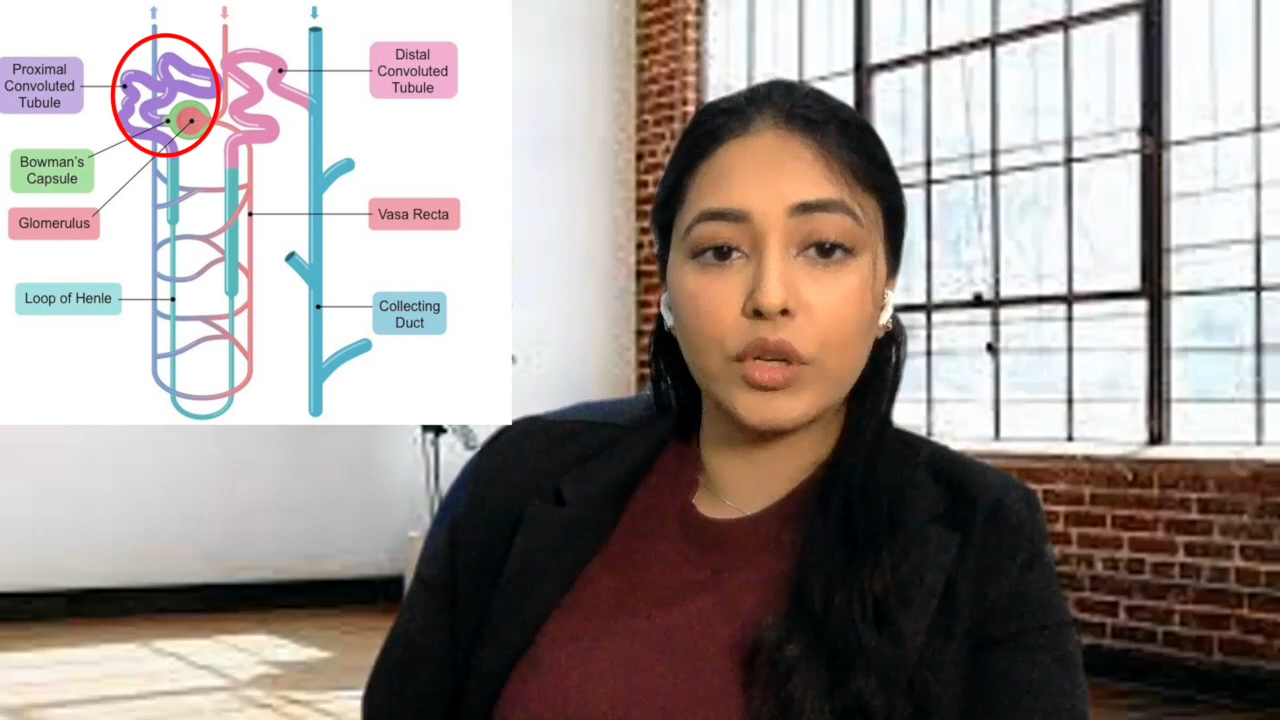 Proximal
Convoluted
Tubule
Bowman's
Capsule
Glomerulus
Loop of Henle
Distal
Convoluted
Tubule
Vasa Recta
Collecting
Duct